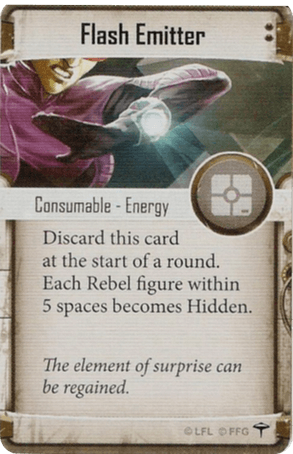 Flash Emitter
Consumable - Energy
Discard this card
at the start of a round.
Each Rebel figure within
5 spaces becomes Hidden.
The element of surprise can
be regained.
© LFL © FFG